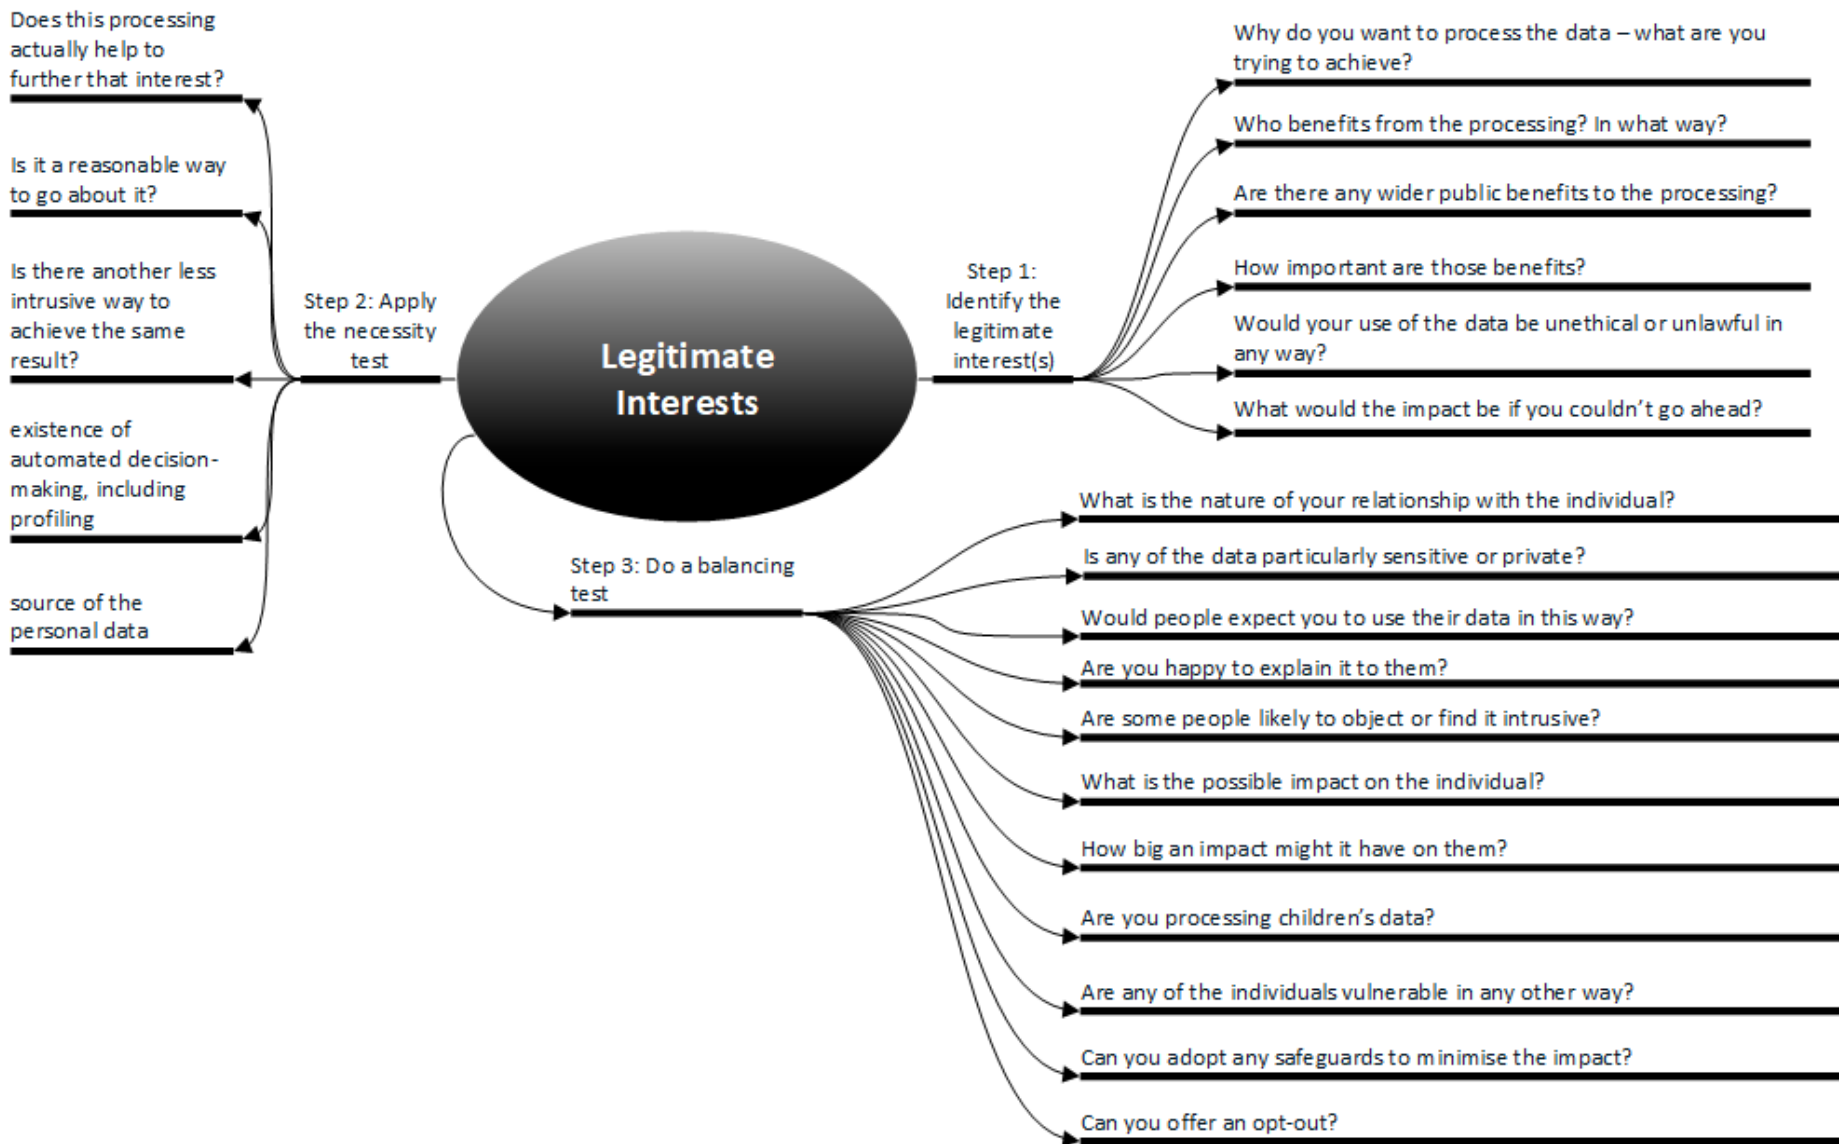 Legitimate
Interests
Step 1:
Identify the
legitimate
interest(s)
Why do you want to process the data – what are you
trying to achieve?
Who benefits from the processing? In what way?
Are there any wider public benefits to the processing?
How important are those benefits?
Would your use of the data be unethical or unlawful in
any way?
What would the impact be if you couldn’t go ahead?
Step 2: Apply
the necessity
test
Does this processing
actually help to
further that interest?
Is it a reasonable way
to go about it?
Is there another less
intrusive way to
achieve the same
result?
existence of
automated decision-
making, including
profiling
source of the
personal data
Step 3: Do a balancing
test
What is the nature of your relationship with the individual?
Is any of the data particularly sensitive or private?
Would people expect you to use their data in this way?
Are you happy to explain it to them?
Are some people likely to object or find it intrusive?
What is the possible impact on the individual?
How big an impact might it have on them?
Are you processing children’s data?
Are any of the individuals vulnerable in any other way?
Can you adopt any safeguards to minimise the impact?
Can you offer an opt-out?